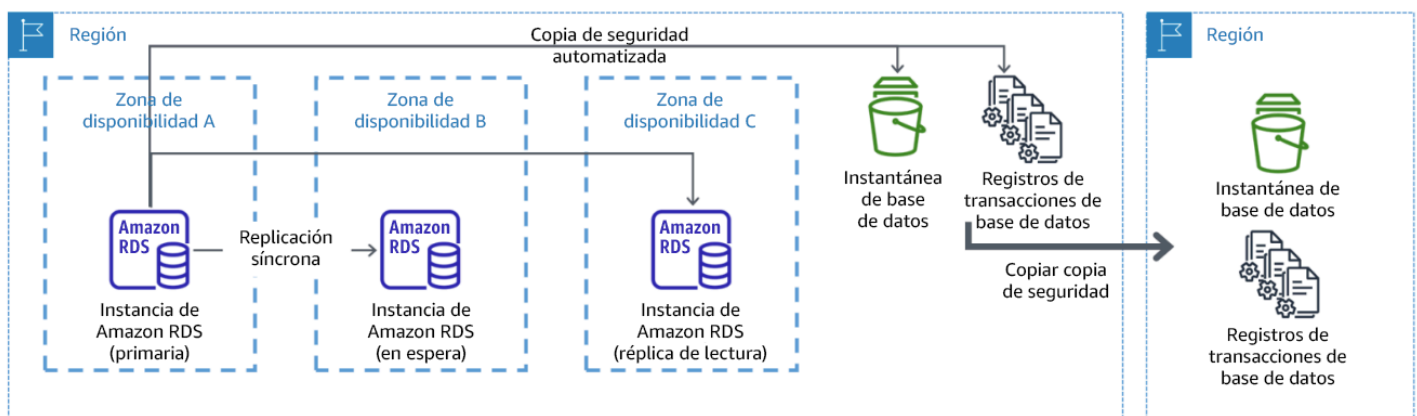 Región
Copia de seguridad
automatizada
Región
Zona de
disponibilidad A
Zona de
disponibilidad B
Zona de
disponibilidad C
Instantánea
de base
de datos
Registros de
transacciones de
base de datos
Instantánea de
base de datos
Amazon
RDS
Replicación
síncrona
Amazon
RDS
Amazon
RDS
Copiar copia
de seguridad
Instancia de
Amazon RDS
(primaria)
Instancia de
Amazon RDS
(en espera)
Instancia de
Amazon RDS
(réplica de lectura)
Registros de
transacciones de
base de datos